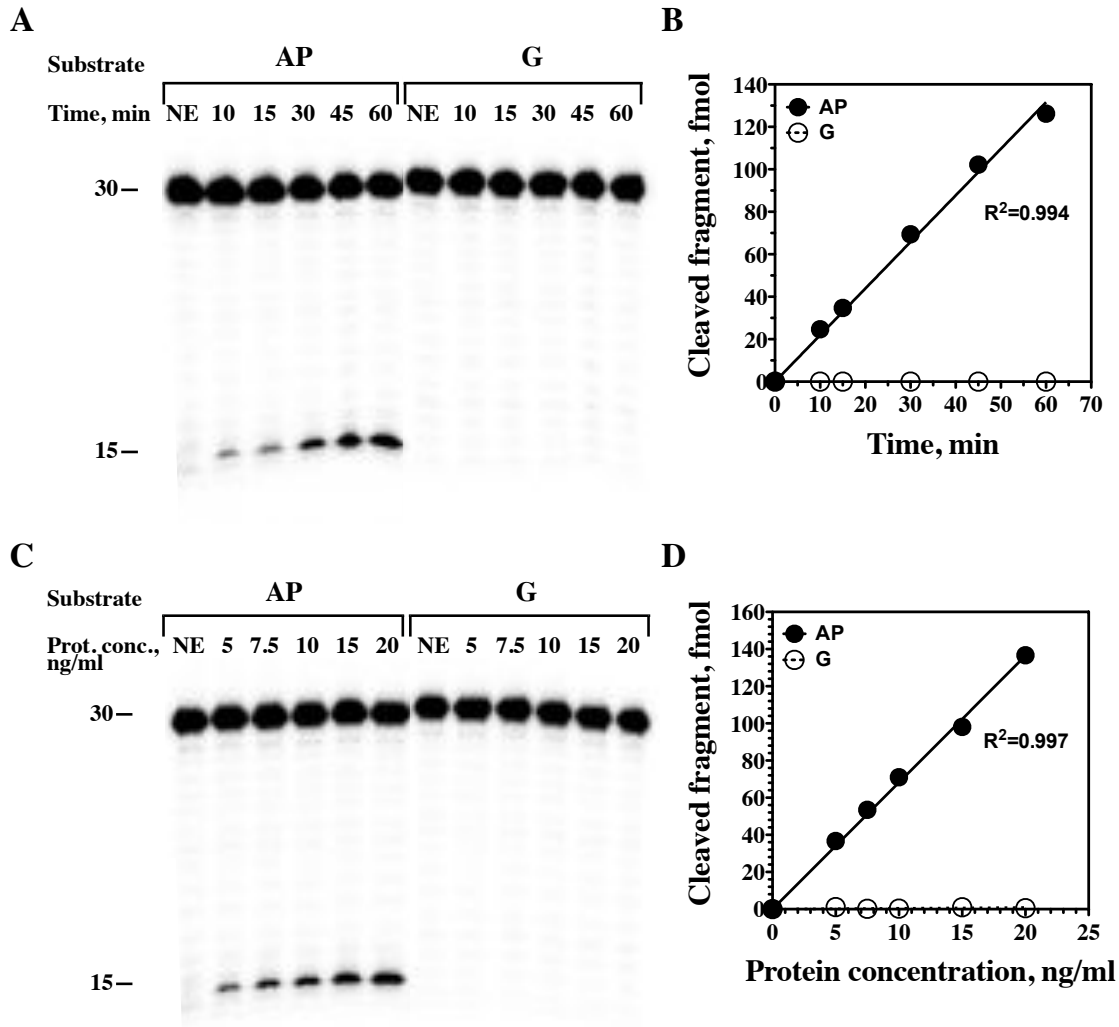 A
Substrate AP G
Time, min NE 10 15 30 45 60 NE 10 15 30 45 60
30
15
B
Cleaved fragment, fmol
140
120
100
80
60
40
20
0
AP
G
R²=0.994
0 10 20 30 40 50 60 70
Time, min
C
Substrate AP G
Prot. conc., NE 5 7.5 10 15 20 NE 5 7.5 10 15 20
ng/ml
30
15
D
Cleaved fragment, fmol
160
140
120
100
80
60
40
20
0
AP
G
R²=0.997
0 5 10 15 20 25
Protein concentration, ng/ml